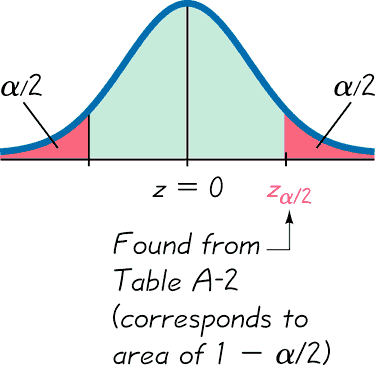 α/2 α/2
z = 0 zα/2
Found from
Table A-2
(corresponds to
area of 1 − α/2)